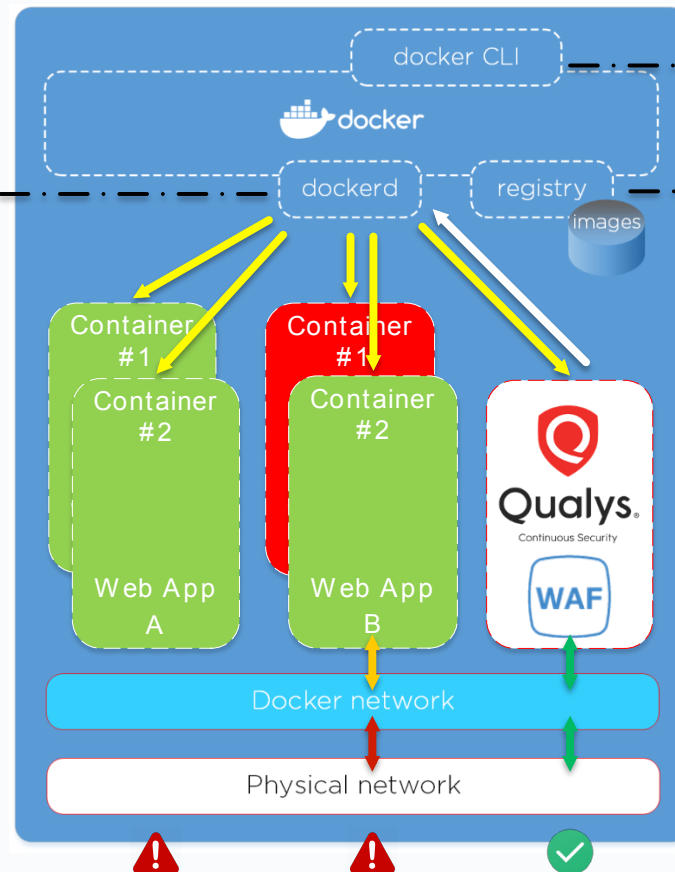 docker CLI
docker
dockerd
registry
images
Container
#1
Container
#2
Web App
A
Container
#1
Container
#2
Web App
B
Qualys.
Continuous Security
WAF
Docker network
Physical network